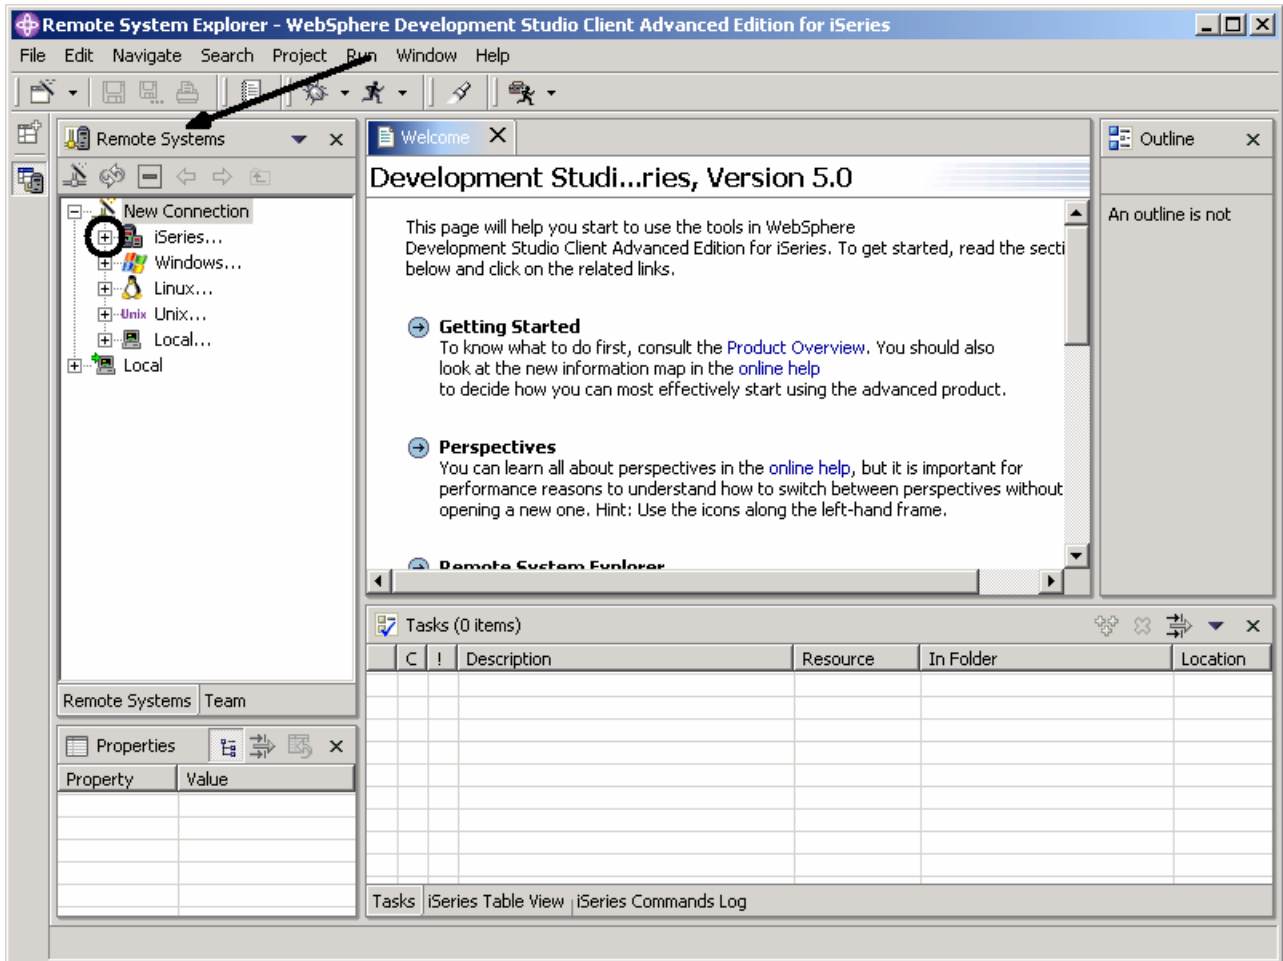 Remote System Explorer - WebSphere Development Studio Client Advanced Edition for iSeries
File Edit Navigate Search Project Run Window Help
Remote Systems
New Connection
iSeries...
Windows...
Unix
Linux...
Unix...
Local...
Local
Remote Systems Team
Properties
Property Value
Welcome
Development Studi...ries, Version 5.0
This page will help you start to use the tools in WebSphere
Development Studio Client Advanced Edition for iSeries. To get started, read the secti
below and click on the related links.
Getting Started
To know what to do first, consult the Product Overview. You should also
look at the new information map in the online help
to decide how you can most effectively start using the advanced product.
Perspectives
You can learn all about perspectives in the online help, but it is important for
performance reasons to understand how to switch between perspectives without
opening a new one. Hint: Use the icons along the left-hand frame.
Remote System Explorer
Outline
An outline is not
Tasks (0 items)
C ! Description Resource In Folder Location
Tasks iSeries Table View iSeries Commands Log